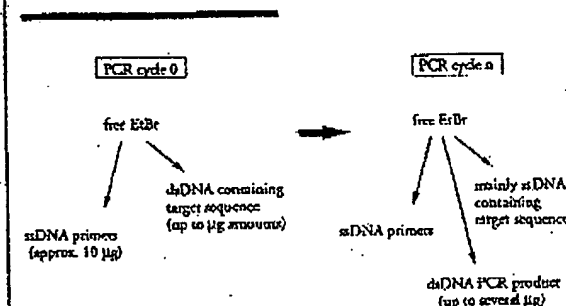 PCR cycle 0
free EtBr
dsDNA containing
target sequence
(up to µg amounts)
ssDNA primers
(approx. 10 µg)
PCR cycle n
free EtBr
mainly ssDNA
containing
target sequence
ssDNA primers
dsDNA PCR product
(up to several µg)